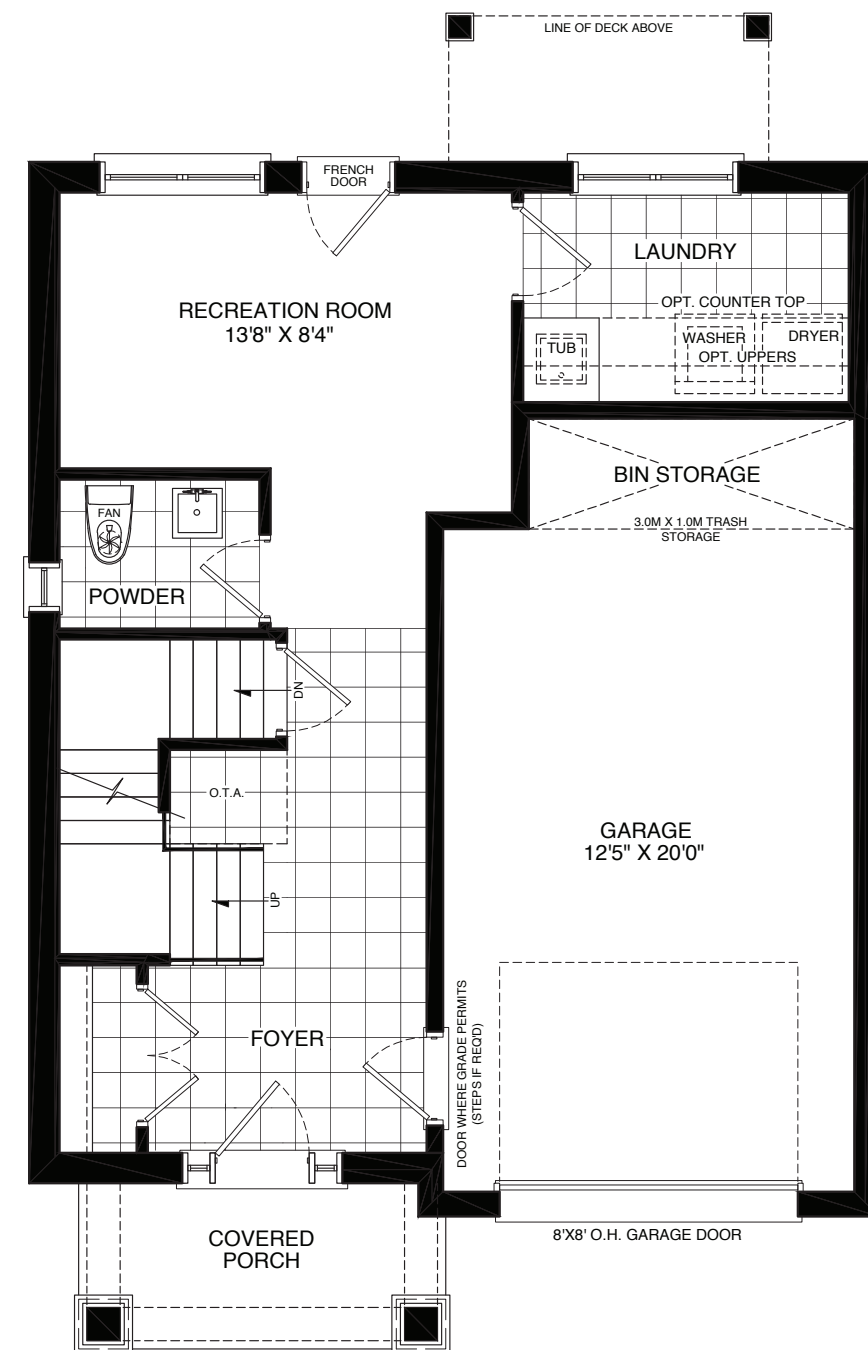 LINE OF DECK ABOVE
FRENCH
DOOR
LAUNDRY
RECREATION ROOM
13'8" X 8'4"
OPT. COUNTER TOP
TUB
WASHER
DRYER
OPT. UPPERS
BIN STORAGE
3.0M X 1.0M TRASH
STORAGE
FAN
POWDER
DN
O.T.A.
GARAGE
12'5" X 20'0"
UP
FOYER
DOOR WHERE GRADE PERMITS
(STEPS IF REQ'D)
COVERED
PORCH
8'X8' O.H. GARAGE DOOR